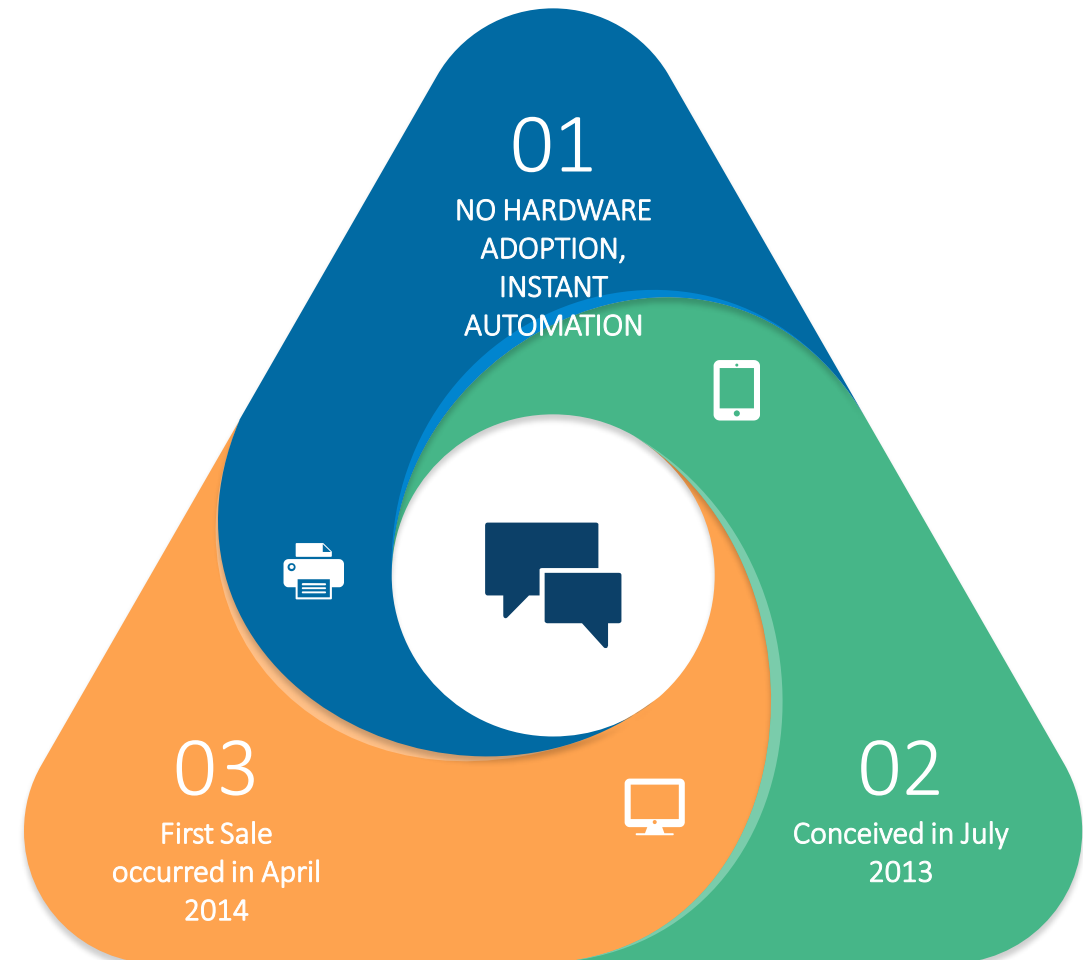 01
NO HARDWARE
ADOPTION,
INSTANT
AUTOMATION
02
Conceived in July
2013
03
First Sale
occurred in April
2014